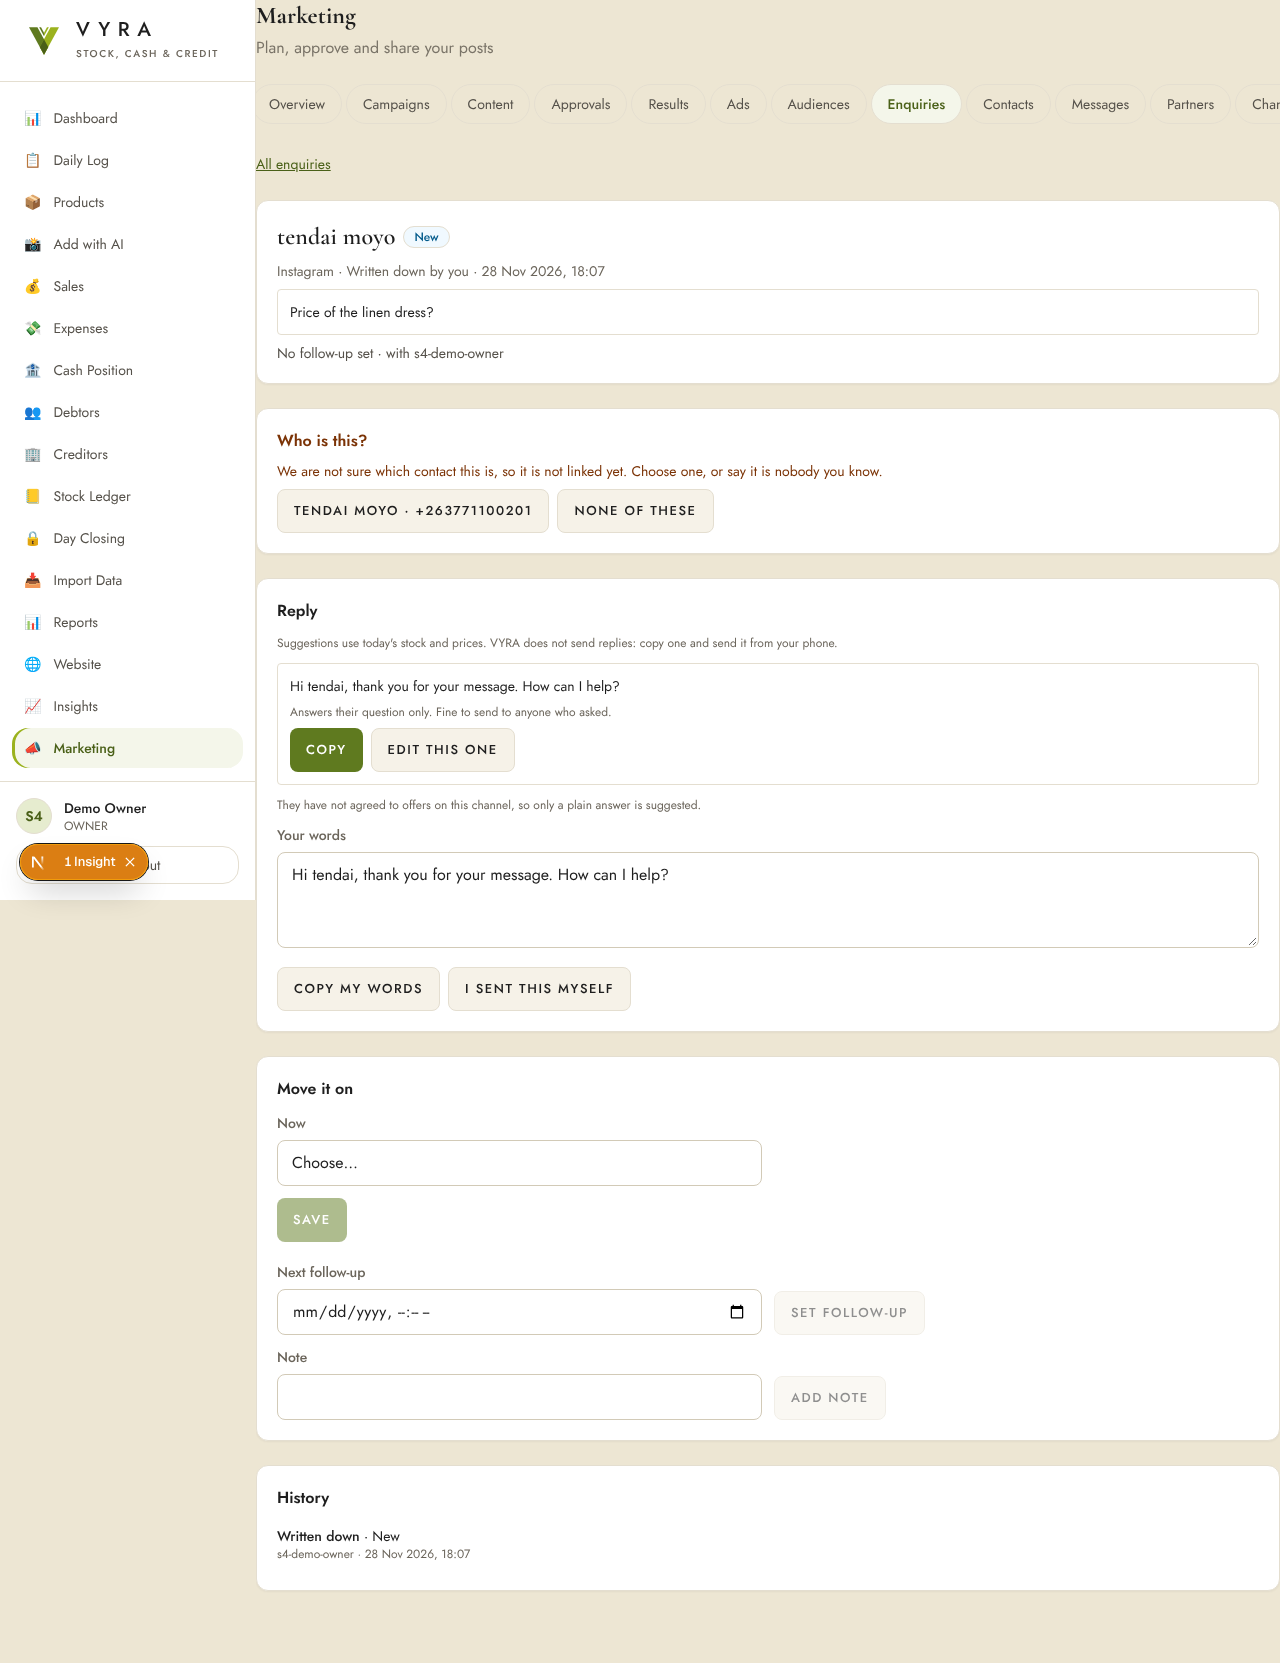 VYRA
STOCK, CASH & CREDIT
Dashboard
Daily Log
Products
Add with AI
Sales
Expenses
Cash Position
Debtors
Creditors
Stock Ledger
Day Closing
Import Data
Reports
Website
Insights
Marketing
S4
Demo Owner
OWNER
1 Insight
Marketing
Plan, approve and share your posts
Overview Campaigns Content Approvals Results Ads Audiences Enquiries Contacts Messages Partners
All enquiries
tendai moyo New
Instagram · Written down by you · 28 Nov 2026, 18:07
Price of the linen dress?
No follow-up set · with s4-demo-owner
Who is this?
We are not sure which contact this is, so it is not linked yet. Choose one, or say it is nobody you know.
TENDAI MOYO · +263771100201 NONE OF THESE
Reply
Suggestions use today's stock and prices. VYRA does not send replies: copy one and send it from your phone.
Hi tendai, thank you for your message. How can I help?
Answers their question only. Fine to send to anyone who asked.
COPY EDIT THIS ONE
They have not agreed to offers on this channel, so only a plain answer is suggested.
Your words
Hi tendai, thank you for your message. How can I help?
COPY MY WORDS I SENT THIS MYSELF
Move it on
Now
Choose...
SAVE
Next follow-up
mm/dd/yyyy, --:-- -- SET FOLLOW-UP
Note
ADD NOTE
History
Written down · New
s4-demo-owner · 28 Nov 2026, 18:07